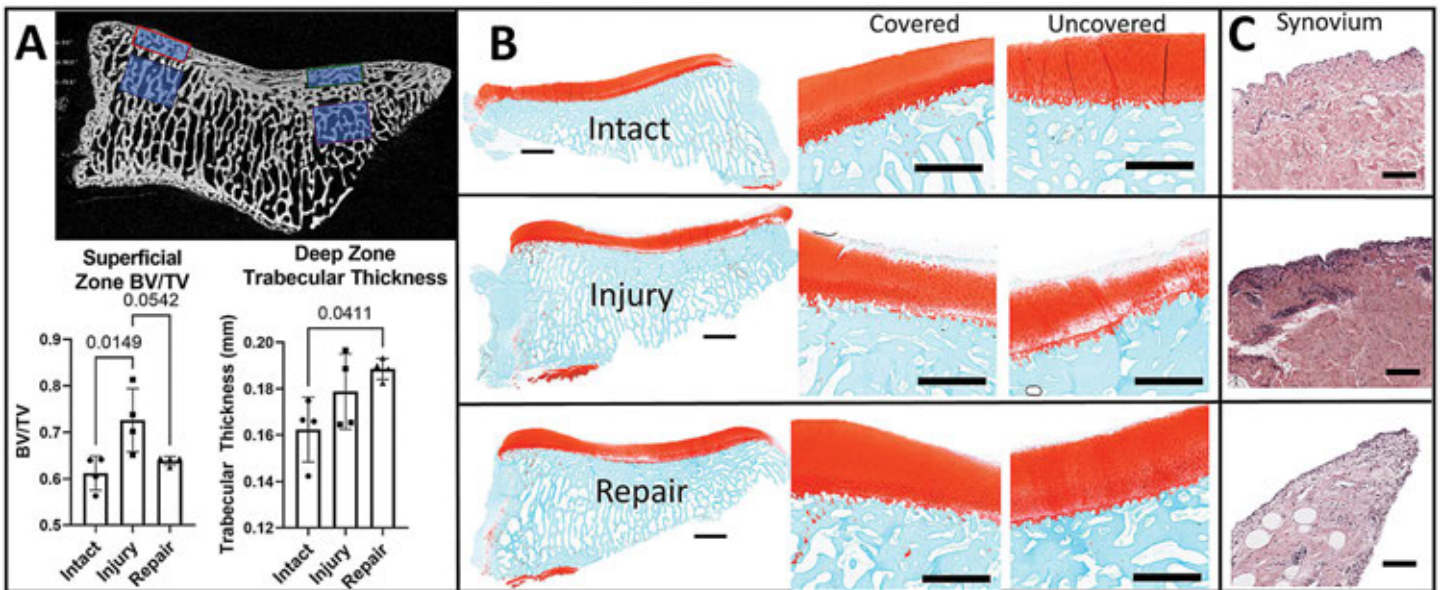 A
B
Covered
Uncovered
C
Synovium
Intact
Injury
Repair
Superficial
Zone BV/TV
0.0542
0.0149
0.9
0.8
0.7
0.6
0.5
BV/TV
Intact
Injury
Repair
Deep Zone
Trabecular Thickness
0.0411
0.20
0.18
0.16
0.14
0.12
Trabecular Thickness (mm)
Intact
Injury
Repair